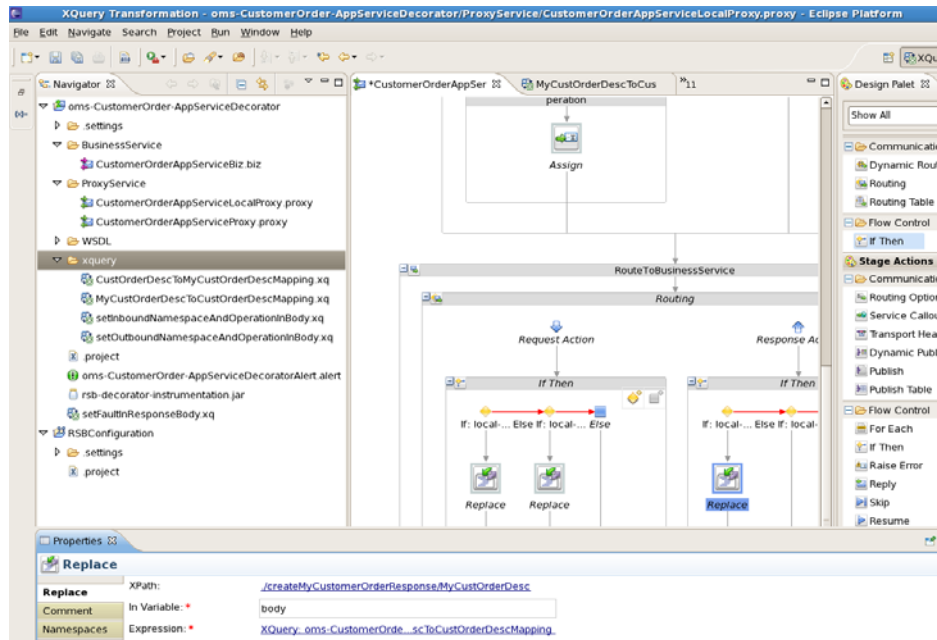 XQuery Transformation - oms-CustomerOrder-AppServiceDecorator/ProxyService/CustomerOrderAppServiceLocalProxy.proxy - Eclipse Platform
File Edit Navigate Search Project Run Window Help
XQu
Navigator
oms-CustomerOrder-AppServiceDecorator
.settings
BusinessService
CustomerOrderAppServiceBiz.biz
ProxyService
CustomerOrderAppServiceLocalProxy.proxy
CustomerOrderAppServiceProxy.proxy
WSDL
xquery
CustOrderDescToMyCustOrderDescMapping.xq
MyCustOrderDescToCustOrderDescMapping.xq
setInboundNamespaceAndOperationInBody.xq
setOutboundNamespaceAndOperationInBody.xq
.project
oms-CustomerOrder-AppServiceDecoratorAlert.alert
rsb-decorator-instrumentation.jar
setFaultInResponseBody.xq
RSBConfiguration
.settings
.project
*CustomerOrderAppSer MyCustOrderDescToCus »11
peration
Assign
RouteToBusinessService
Routing
Request Action Response Ac
If Then If Then
If: local-... Else If: local-... Else If: local-... Else If: loca
Replace Replace Replace
Design Palet
Show All
Communicati
Dynamic Rout
Routing
Routing Table
Flow Control
If Then
Stage Actions
Communicati
Routing Option
Service Callou
Transport Hea
Dynamic Publ
Publish
Publish Table
Flow Control
For Each
If Then
Raise Error
Reply
Skip
Resume
Properties
Replace
Replace XPath: ./createMyCustomerOrderResponse/MyCustOrderDesc
Comment In Variable: * body
Namespaces Expression: * XQuery: oms-CustomerOrde...scToCustOrderDescMapping